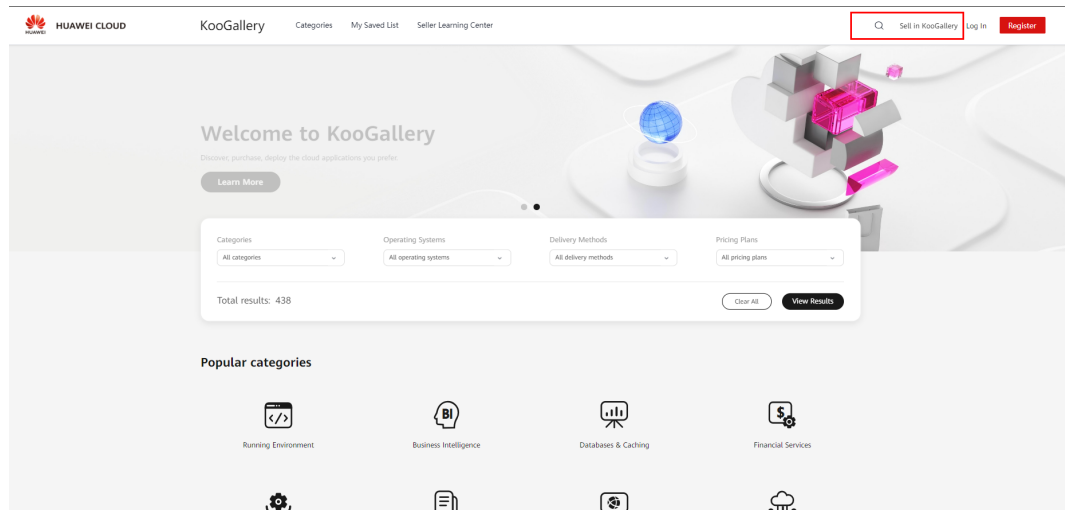 HUAWEI HUAWEI CLOUD KooGallery Categories My Saved List Seller Learning Center Sell in KooGallery Log In Register
Welcome to KooGallery
Discover, purchase, deploy the cloud applications you prefer
Learn More
Categories Operating Systems Delivery Methods Pricing Plans
All categories All operating systems All delivery methods All pricing plans
Total results: 438 Clear All View Results
Popular categories
</> BI $
Running Environment Business Intelligence Databases & Caching Financial Services